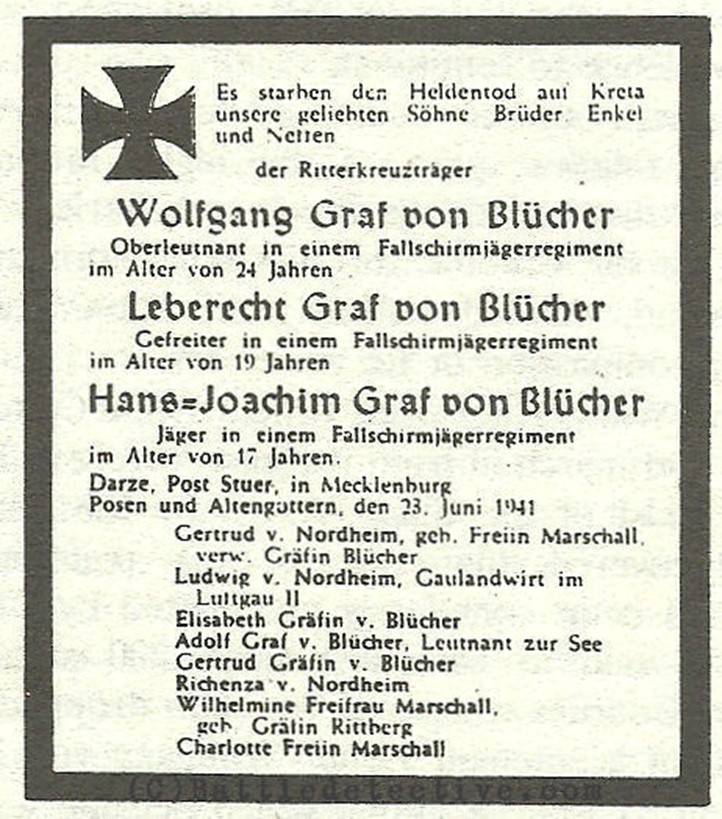 Es starben den Heldentod auf Kreta
unsere geliebten Söhne Brüder Enkel
und Neffen
der Ritterkreuzträger
Wolfgang Graf von Blücher
Oberleutnant in einem Fallschirmjägerregiment
im Alter von 24 Jahren
Leberecht Graf von Blücher
Gefreiter in einem Fallschirmjägerregiment
im Alter von 19 Jahren
Hans=Joachim Graf von Blücher
Jäger in einem Fallschirmjägerregiment
im Alter von 17 Jahren.
Darze, Post Stuer, in Mecklenburg
Posen und Altengottern, den 23. Juni 1941
Gertrud v. Nordheim, geb. Freiin Marschall,
verw. Gräfin Blücher
Ludwig v. Nordheim, Gaulandwirt im
Luftgau II
Elisabeth Gräfin v. Blücher
Adolf Graf v. Blücher, Leutnant zur See
Gertrud Gräfin v. Blücher
Richenza v. Nordheim
Wilhelmine Freifrau Marschall,
geb. Gräfin Rittberg
Charlotte Freiin Marschall
(C)Battledetective.com